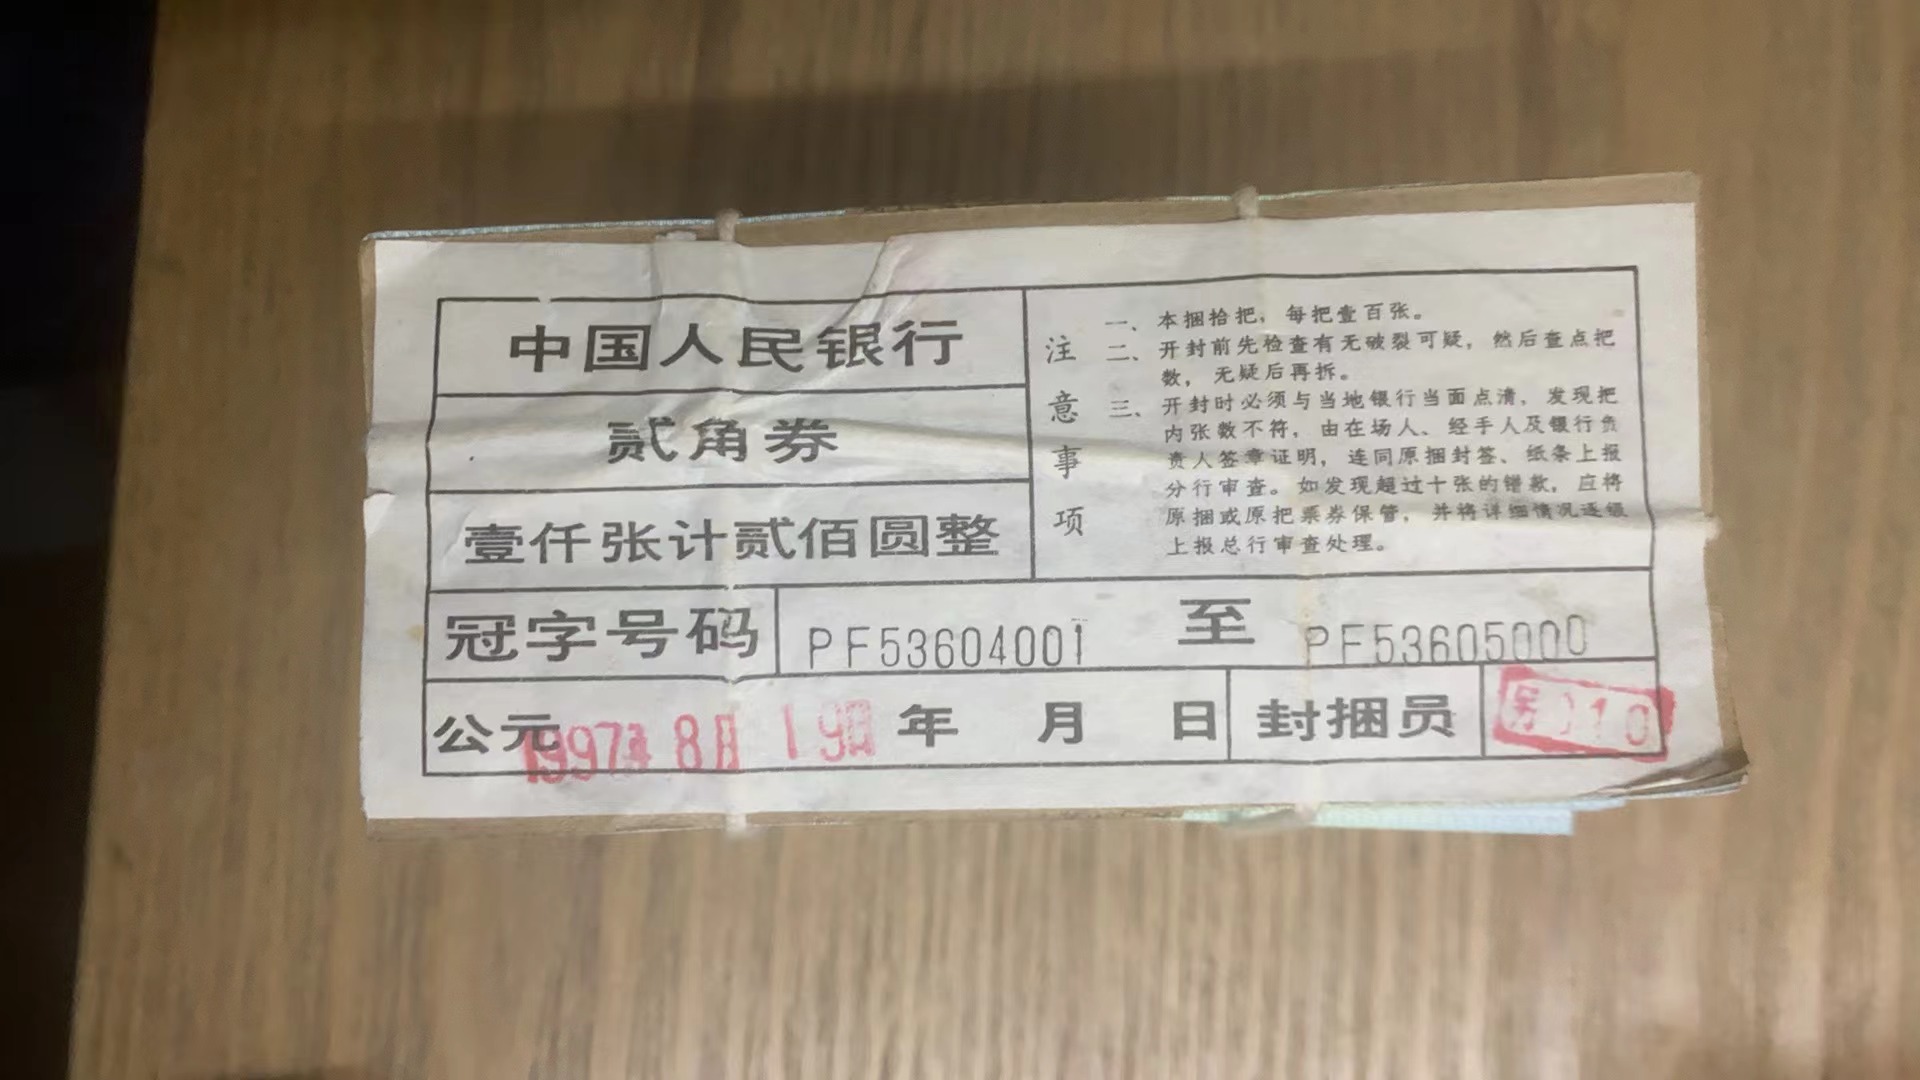 中国人民银行
贰角券
壹仟张计贰佰圆整
注意事项
一、本捆拾把，每把壹百张。
二、开封前先检查有无破裂可疑，然后查点把
数，无疑后再拆。
三、开封时必须与当地银行当面点清，发现把
内张数不符，由在场人、经手人及银行负
责人签章证明，连同原捆封签、纸条上报
分行审查。如发现超过十张的错款，应将
原捆或原把票券保管，并将详细情况逐级
上报总行审查处理。
冠字号码 PF53604001 至 PF53605000
公元 年 月 日 封捆员
1997年 8月 19日